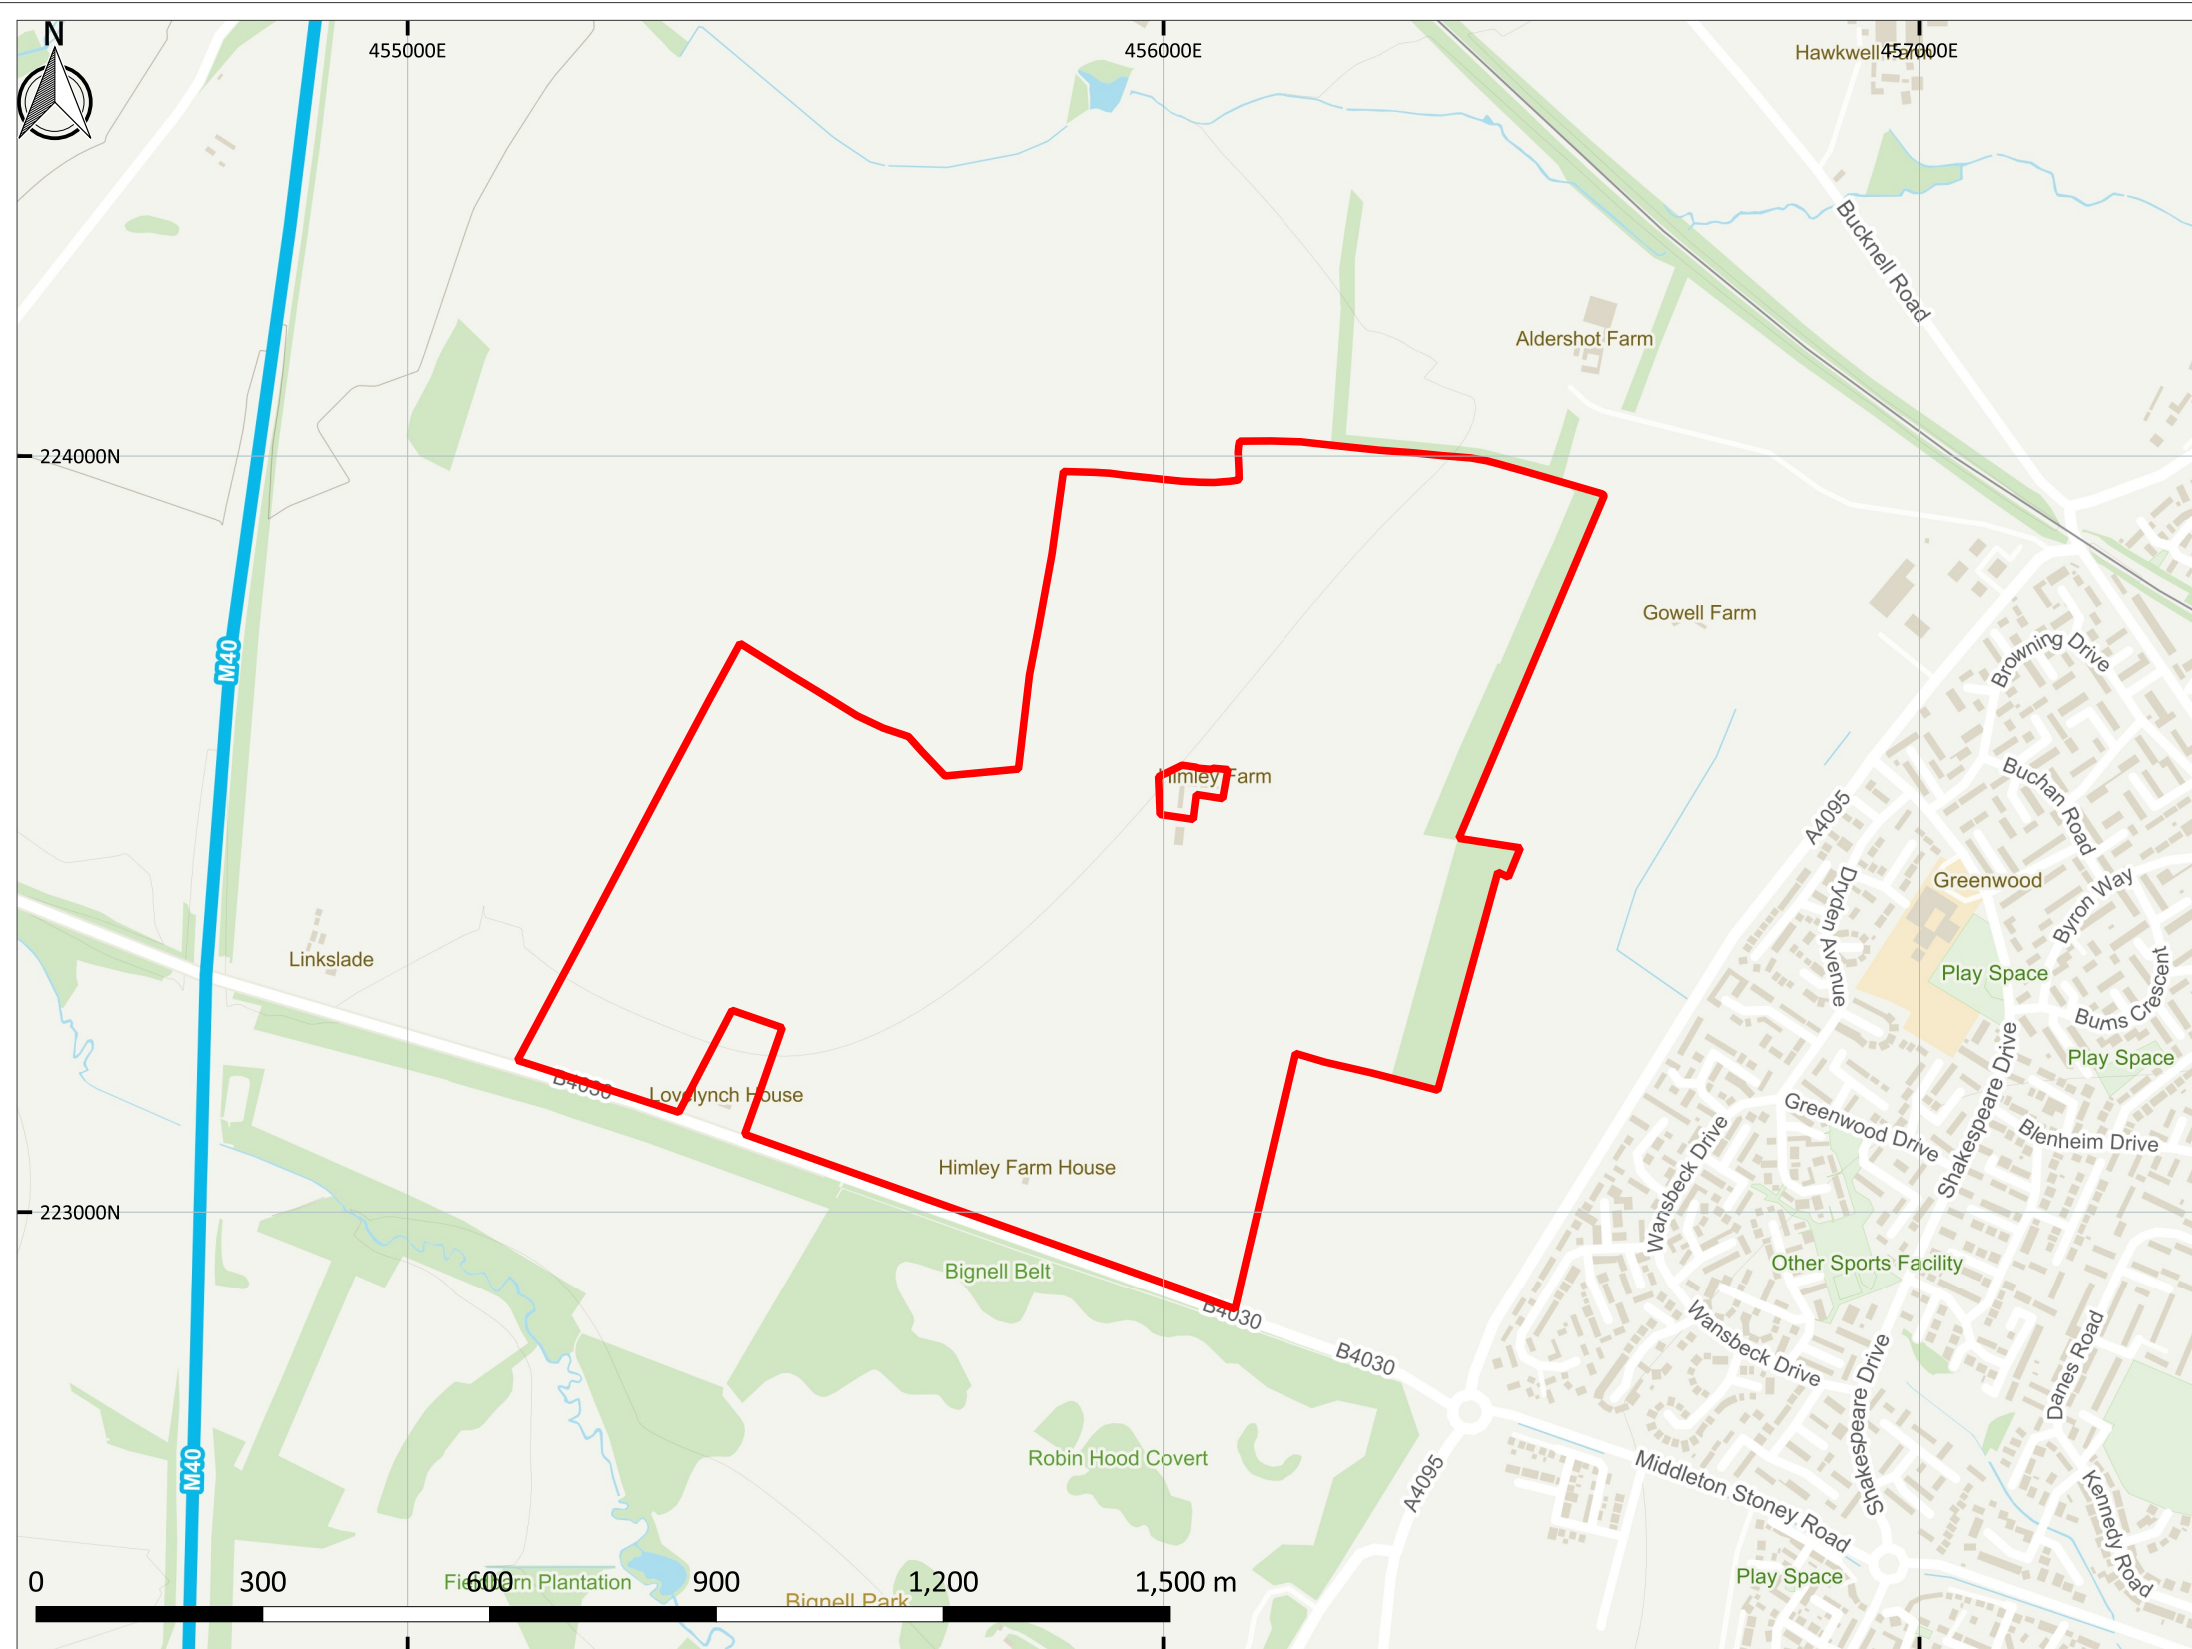 N
455000E
456000E
457000E
Hawkwell Farm
Bucknell Road
Aldershot Farm
224000N
Gowell Farm
Browning Drive
M40
Himley Farm
Buchan Road
A4095
Greenwood
Dryden Avenue
Byron Way
Linkslade
Play Space
Burns Crescent
Play Space
B4030
Lovelynch House
Greenwood Drive
Shakespeare Drive
Blenheim Drive
Wansbeck Drive
Himley Farm House
223000N
Bignell Belt
Other Sports Facility
B4030
B4030
Wansbeck Drive
Danes Road
Shakespeare Drive
M40
Robin Hood Covert
A4095
Middleton Stoney Road
Kennedy Road
Fieldbarn Plantation
Play Space
Bignell Park
0 300 600 900 1,200 1,500 m